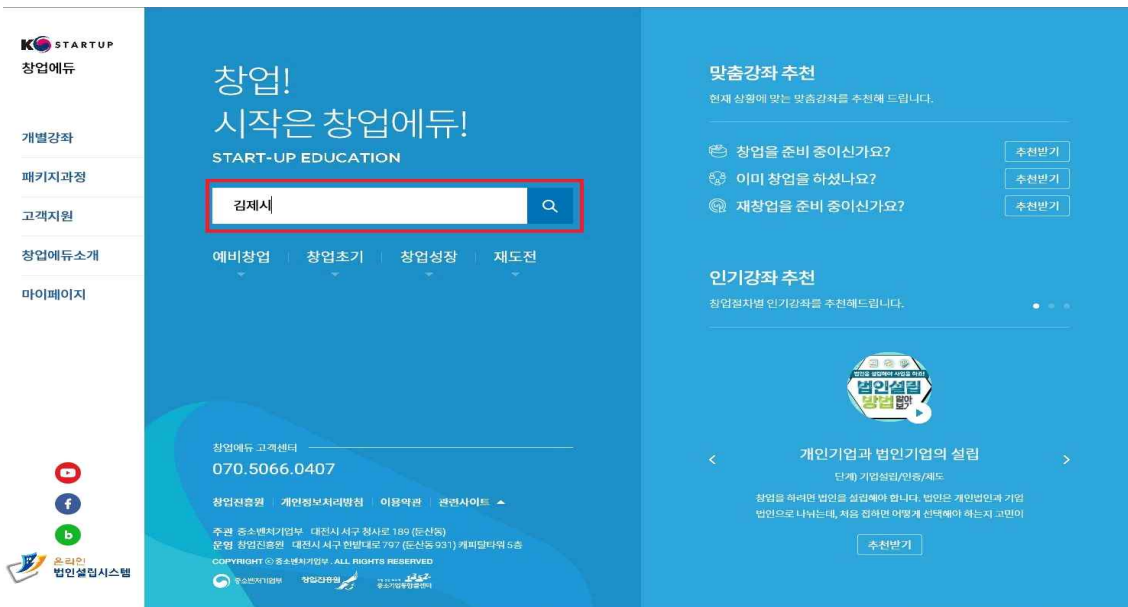 K STARTUP
창업에듀
개별강좌
패키지과정
고객지원
창업에듀소개
마이페이지
온라인
법인설립시스템
창업!
시작은 창업에듀!
START-UP EDUCATION
김제시
예비창업 창업초기 창업성장 재도전
창업에듀 고객센터
070.5066.0407
창업진흥원 개인정보처리방침 이용약관 관련사이트
주관 중소벤처기업부 대전시 서구 청사로 189 (둔산동)
운영 창업진흥원 대전시 서구 한밭대로 797 (둔산동 931) 캐피탈타워 5층
COPYRIGHT ⓒ 중소벤처기업부 . ALL RIGHTS RESERVED
중소벤처기업부 창업진흥원
중소기업통합콜센터
맞춤강좌 추천
현재 상황에 맞는 맞춤강좌를 추천해 드립니다.
창업을 준비 중이신가요? 추천받기
이미 창업을 하셨나요? 추천받기
재창업을 준비 중이신가요? 추천받기
인기강좌 추천
창업절차별 인기강좌를 추천해드립니다.
법인설립
방법 알아
보기
개인기업과 법인기업의 설립
단계) 기업설립/인증/제도
창업을 하려면 법인을 설립해야 합니다. 법인은 개인법인과 기업
법인으로 나뉘는데, 처음 접하면 어떻게 선택해야 하는지 고민이
추천받기